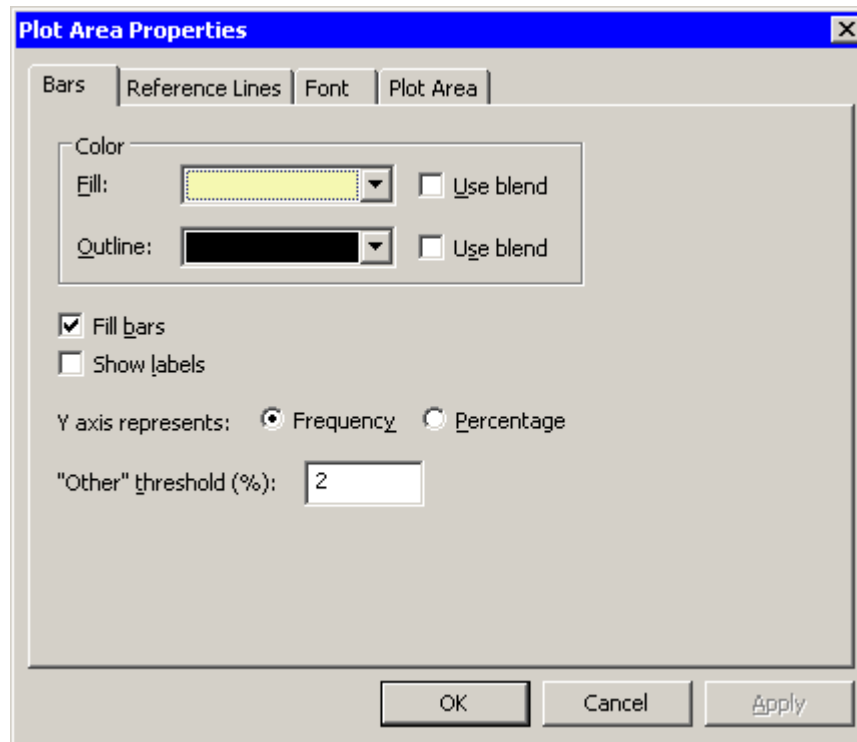 Plot Area Properties
Bars Reference Lines Font Plot Area
Color
Fill: Use blend
Outline: Use blend
Fill bars
Show labels
Y axis represents: Frequency Percentage
"Other" threshold (%): 2
OK Cancel Apply